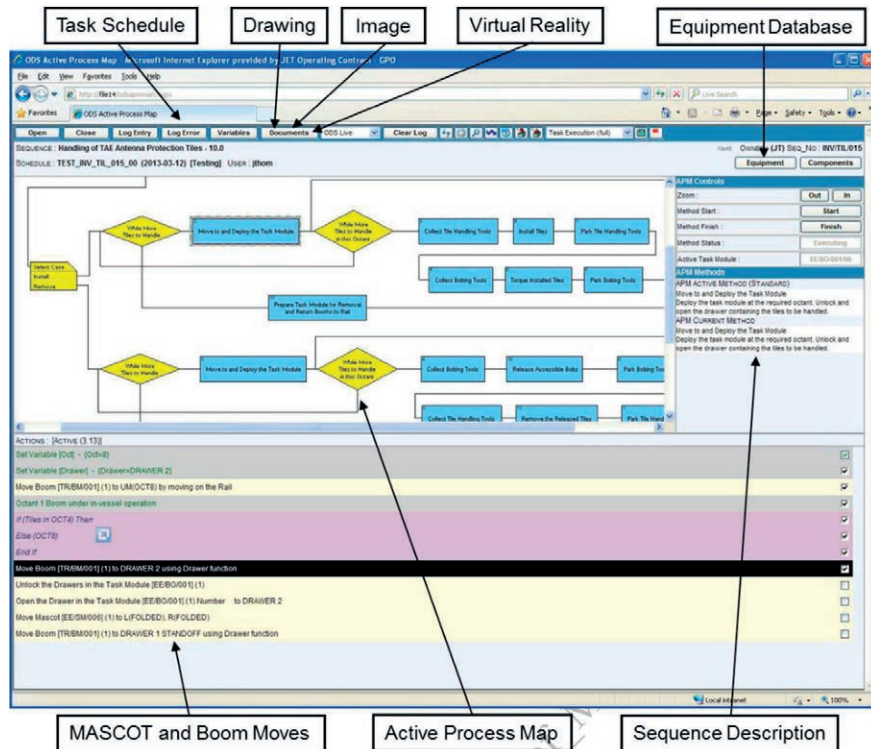 Task Schedule
Drawing
Image
Virtual Reality
Equipment Database
ODS Active Process Map - Microsoft Internet Explorer provided by JET Operating Contract - GPO
File Edit View Favorites Tools Help
Live Search
Favorites ODS Active Process Map
Page Safety Tools
Open Close Log Entry Log Error Variables Documents ODS Live Clear Log Task Execution (full)
SEQUENCE : Handling of TAE Antenna Protection Tiles - 10.0
OWNER (JT) SEQ_NO : INV/TIL/015
SCHEDULE : TEST_INV_TIL_015_00 (2013-03-12) [Testing] USER : jthom
Equipment Components
APM Controls
Zoom : Out In
Method Start : Start
Method Finish : Finish
Method Status : Executing
Active Task Module : EE/BO/001/00
APM Methods
APM ACTIVE METHOD (STANDARD)
Move to and Deploy the Task Module
Deploy the task module at the required octant. Unlock and
open the drawer containing the tiles to be handled.
APM CURRENT METHOD
Move to and Deploy the Task Module
Deploy the task module at the required octant. Unlock and
open the drawer containing the tiles to be handled.
While More
Tiles to Handle
Move to and Deploy the Task Module
While More
Tiles to Handle
in this Octant
Collect Tile Handling Tools
Install Tiles
Park Tile Handling Tools
Select Case
Install
Remove
Collect Bolting Tools
Torque Installed Tiles
Park Bolting Tools
Prepare Task Module for Removal
and Return Booms to Rail
While More
Tiles to Handle
Move to and Deploy the Task Module
While More
Tiles to Handle
in this Octant
Collect Bolting Tools
Release Accessible Bolts
Park Bolting Too
Collect Tile Handling Tools
Remove the Released Tiles
Park Tile Hand
ACTIONS : [ACTIVE (3.13)]
Set Variable [Oct] - {Oct=8}
Set Variable [Drawer] - {Drawer=DRAWER 2}
Move Boom [TR/BM/001] (1) to UM(OCT8) by moving on the Rail
Octant 1 Boom under in-vessel operation
If (Tiles in OCT4) Then
Else (OCT8)
End If
Move Boom [TR/BM/001] (1) to DRAWER 2 using Drawer function
Unlock the Drawers in the Task Module [EE/BO/001] (1)
Open the Drawer in the Task Module [EE/BO/001] (1) Number to DRAWER 2
Move Mascot [EE/SM/006] (1) to L(FOLDED), R(FOLDED)
Move Boom [TR/BM/001] (1) to DRAWER 1 STANDOFF using Drawer function
Local intranet 100%
MASCOT and Boom Moves
Active Process Map
Sequence Description